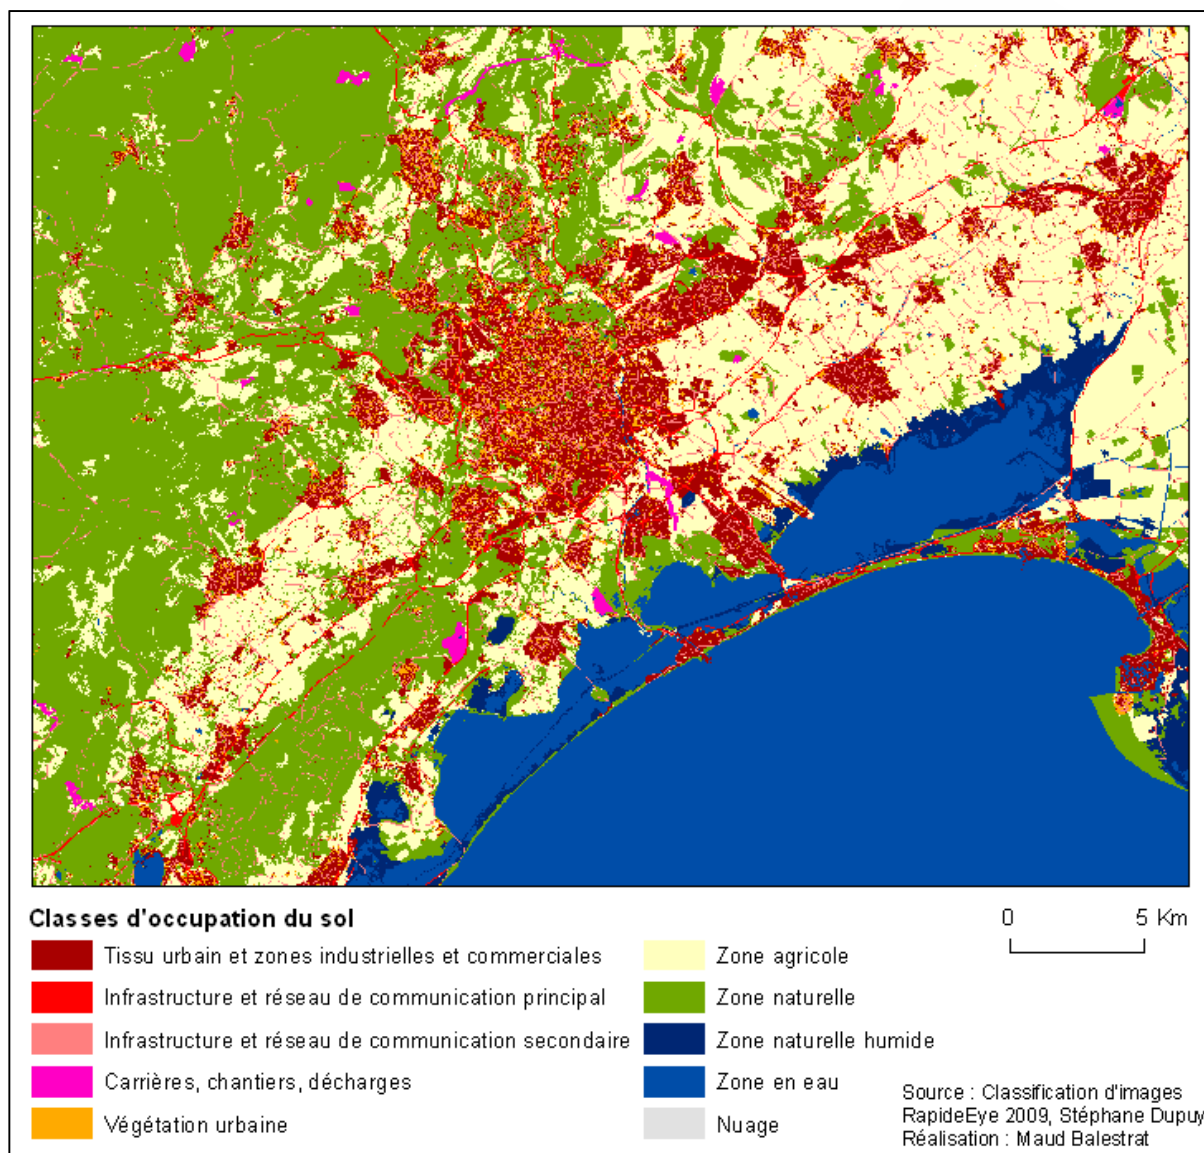 Classes d'occupation du sol
0 5 Km
Tissu urbain et zones industrielles et commerciales
Infrastructure et réseau de communication principal
Infrastructure et réseau de communication secondaire
Carrières, chantiers, décharges
Végétation urbaine
Zone agricole
Zone naturelle
Zone naturelle humide
Zone en eau
Nuage
Source : Classification d'images
RapideEye 2009, Stéphane Dupuy
Réalisation : Maud Balestrat